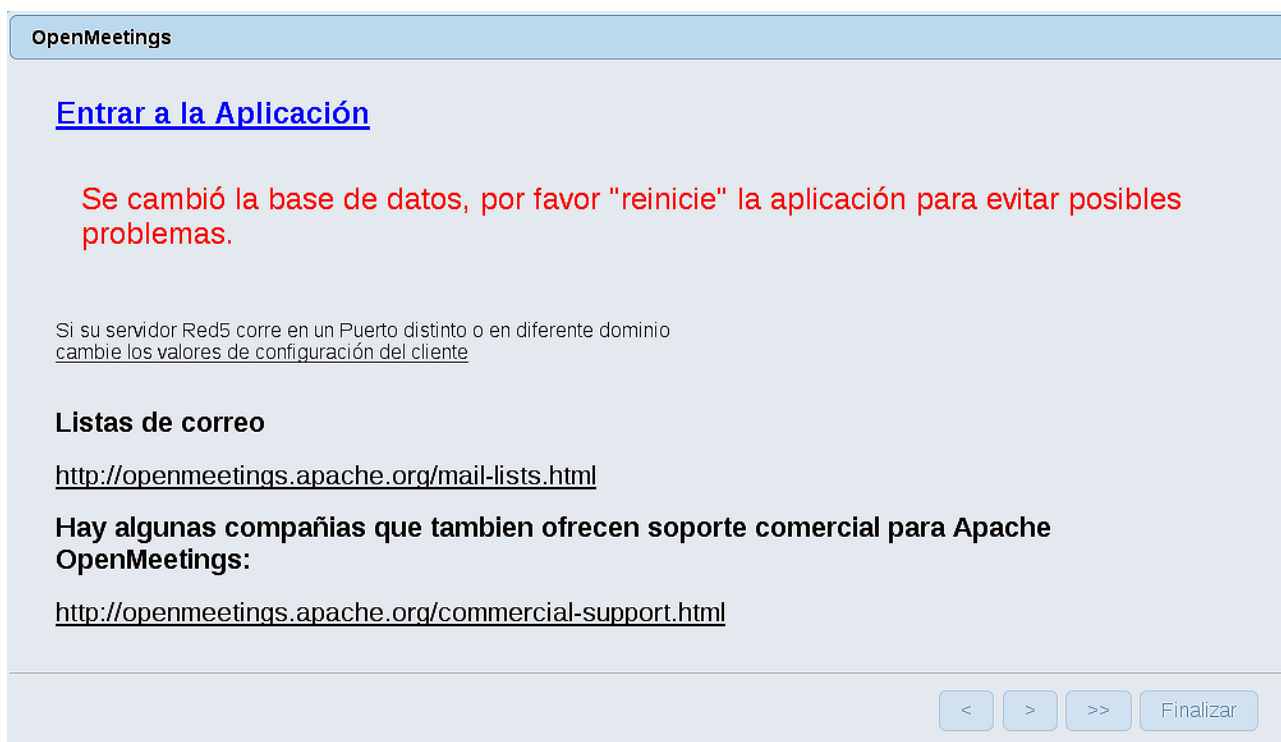 OpenMeetings
Entrar a la Aplicación
Se cambió la base de datos, por favor "reinicie" la aplicación para evitar posibles
problemas.
Si su servidor Red5 corre en un Puerto distinto o en diferente dominio
cambie los valores de configuración del cliente
Listas de correo
http://openmeetings.apache.org/mail-lists.html
Hay algunas compañias que tambien ofrecen soporte comercial para Apache
OpenMeetings:
http://openmeetings.apache.org/commercial-support.html
< > >> Finalizar